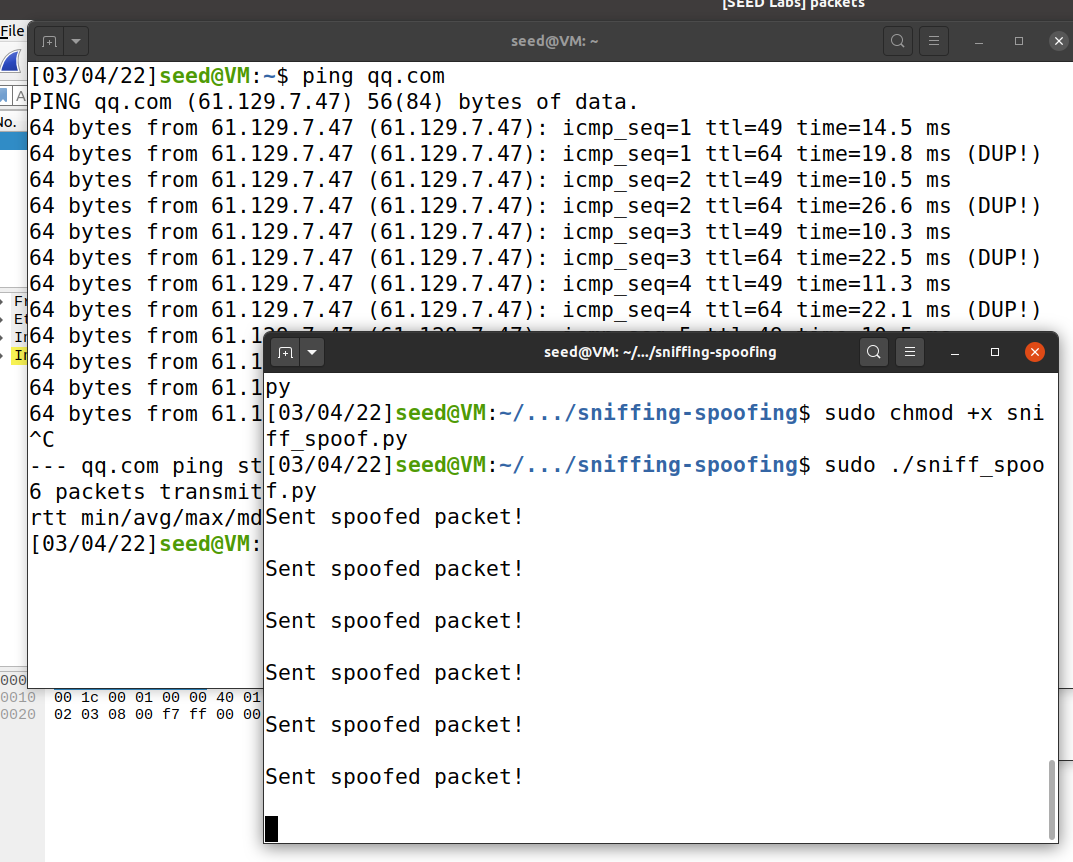 [SEED Labs] packets
File
seed@VM: ~
[03/04/22]seed@VM:~$ ping qq.com
PING qq.com (61.129.7.47) 56(84) bytes of data.
64 bytes from 61.129.7.47 (61.129.7.47): icmp_seq=1 ttl=49 time=14.5 ms
64 bytes from 61.129.7.47 (61.129.7.47): icmp_seq=1 ttl=64 time=19.8 ms (DUP!)
64 bytes from 61.129.7.47 (61.129.7.47): icmp_seq=2 ttl=49 time=10.5 ms
64 bytes from 61.129.7.47 (61.129.7.47): icmp_seq=2 ttl=64 time=26.6 ms (DUP!)
64 bytes from 61.129.7.47 (61.129.7.47): icmp_seq=3 ttl=49 time=10.3 ms
64 bytes from 61.129.7.47 (61.129.7.47): icmp_seq=3 ttl=64 time=22.5 ms (DUP!)
64 bytes from 61.129.7.47 (61.129.7.47): icmp_seq=4 ttl=49 time=11.3 ms
64 bytes from 61.129.7.47 (61.129.7.47): icmp_seq=4 ttl=64 time=22.1 ms (DUP!)
64 bytes from 61.1
64 bytes from 61.1
64 bytes from 61.1
64 bytes from 61.1
^C
--- qq.com ping st
6 packets transmit
rtt min/avg/max/md
[03/04/22]seed@VM:
A
No.
Fr
Et
In
In
000
0010 00 1c 00 01 00 00 40 01
0020 02 03 08 00 f7 ff 00 00
seed@VM: ~/.../sniffing-spoofing
py
[03/04/22]seed@VM:~/.../sniffing-spoofing$ sudo chmod +x sni
ff_spoof.py
[03/04/22]seed@VM:~/.../sniffing-spoofing$ sudo ./sniff_spoo
f.py
Sent spoofed packet!
Sent spoofed packet!
Sent spoofed packet!
Sent spoofed packet!
Sent spoofed packet!
Sent spoofed packet!